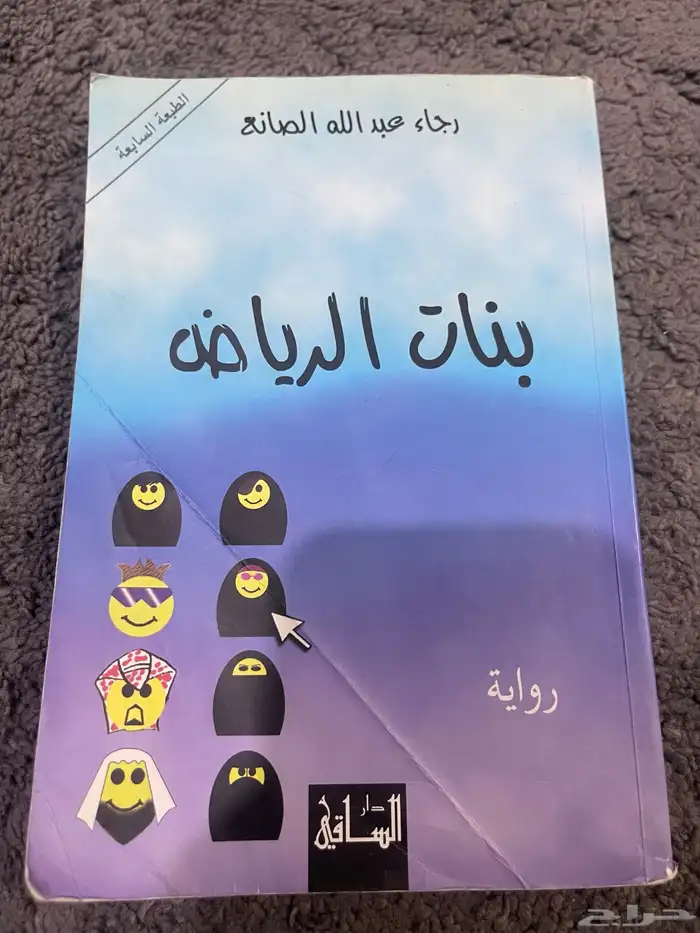 الطبعة السابعة
رجاء عبد الله الصانع
بنات الرياض
رواية
دار
الساقي
حراج